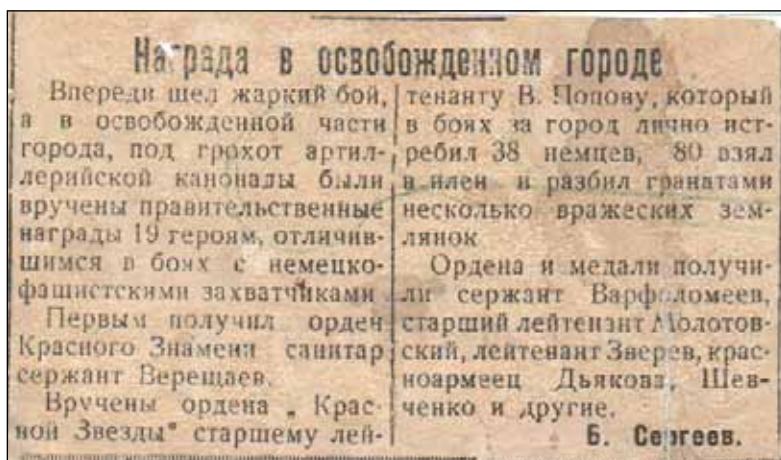 Награда в освобожденном городе
Впереди шел жаркий бой,
а в освобожденной части
города, под грохот артил-
лерийской канонады были
вручены правительственные
награды 19 героям, отличив-
шимся в боях с немецко-
фашистскими захватчиками
Первым получил орден
Красного Знамени санитар
сержант Верещаев.
Вручены ордена „Крас-
ной Звезды" старшему лей-
тенанту В. Попову, который
в боях за город лично ист-
ребил 38 немцев, 80 взял
в плен и разбил гранатами
несколько вражеских зем-
лянок
Ордена и медали получи-
ли сержант Варфоломеев,
старший лейтенант Молотов-
ский, лейтенант Зверев, крас-
ноармеец Дьякова, Шев-
ченко и другие.
Б. Сергеев.